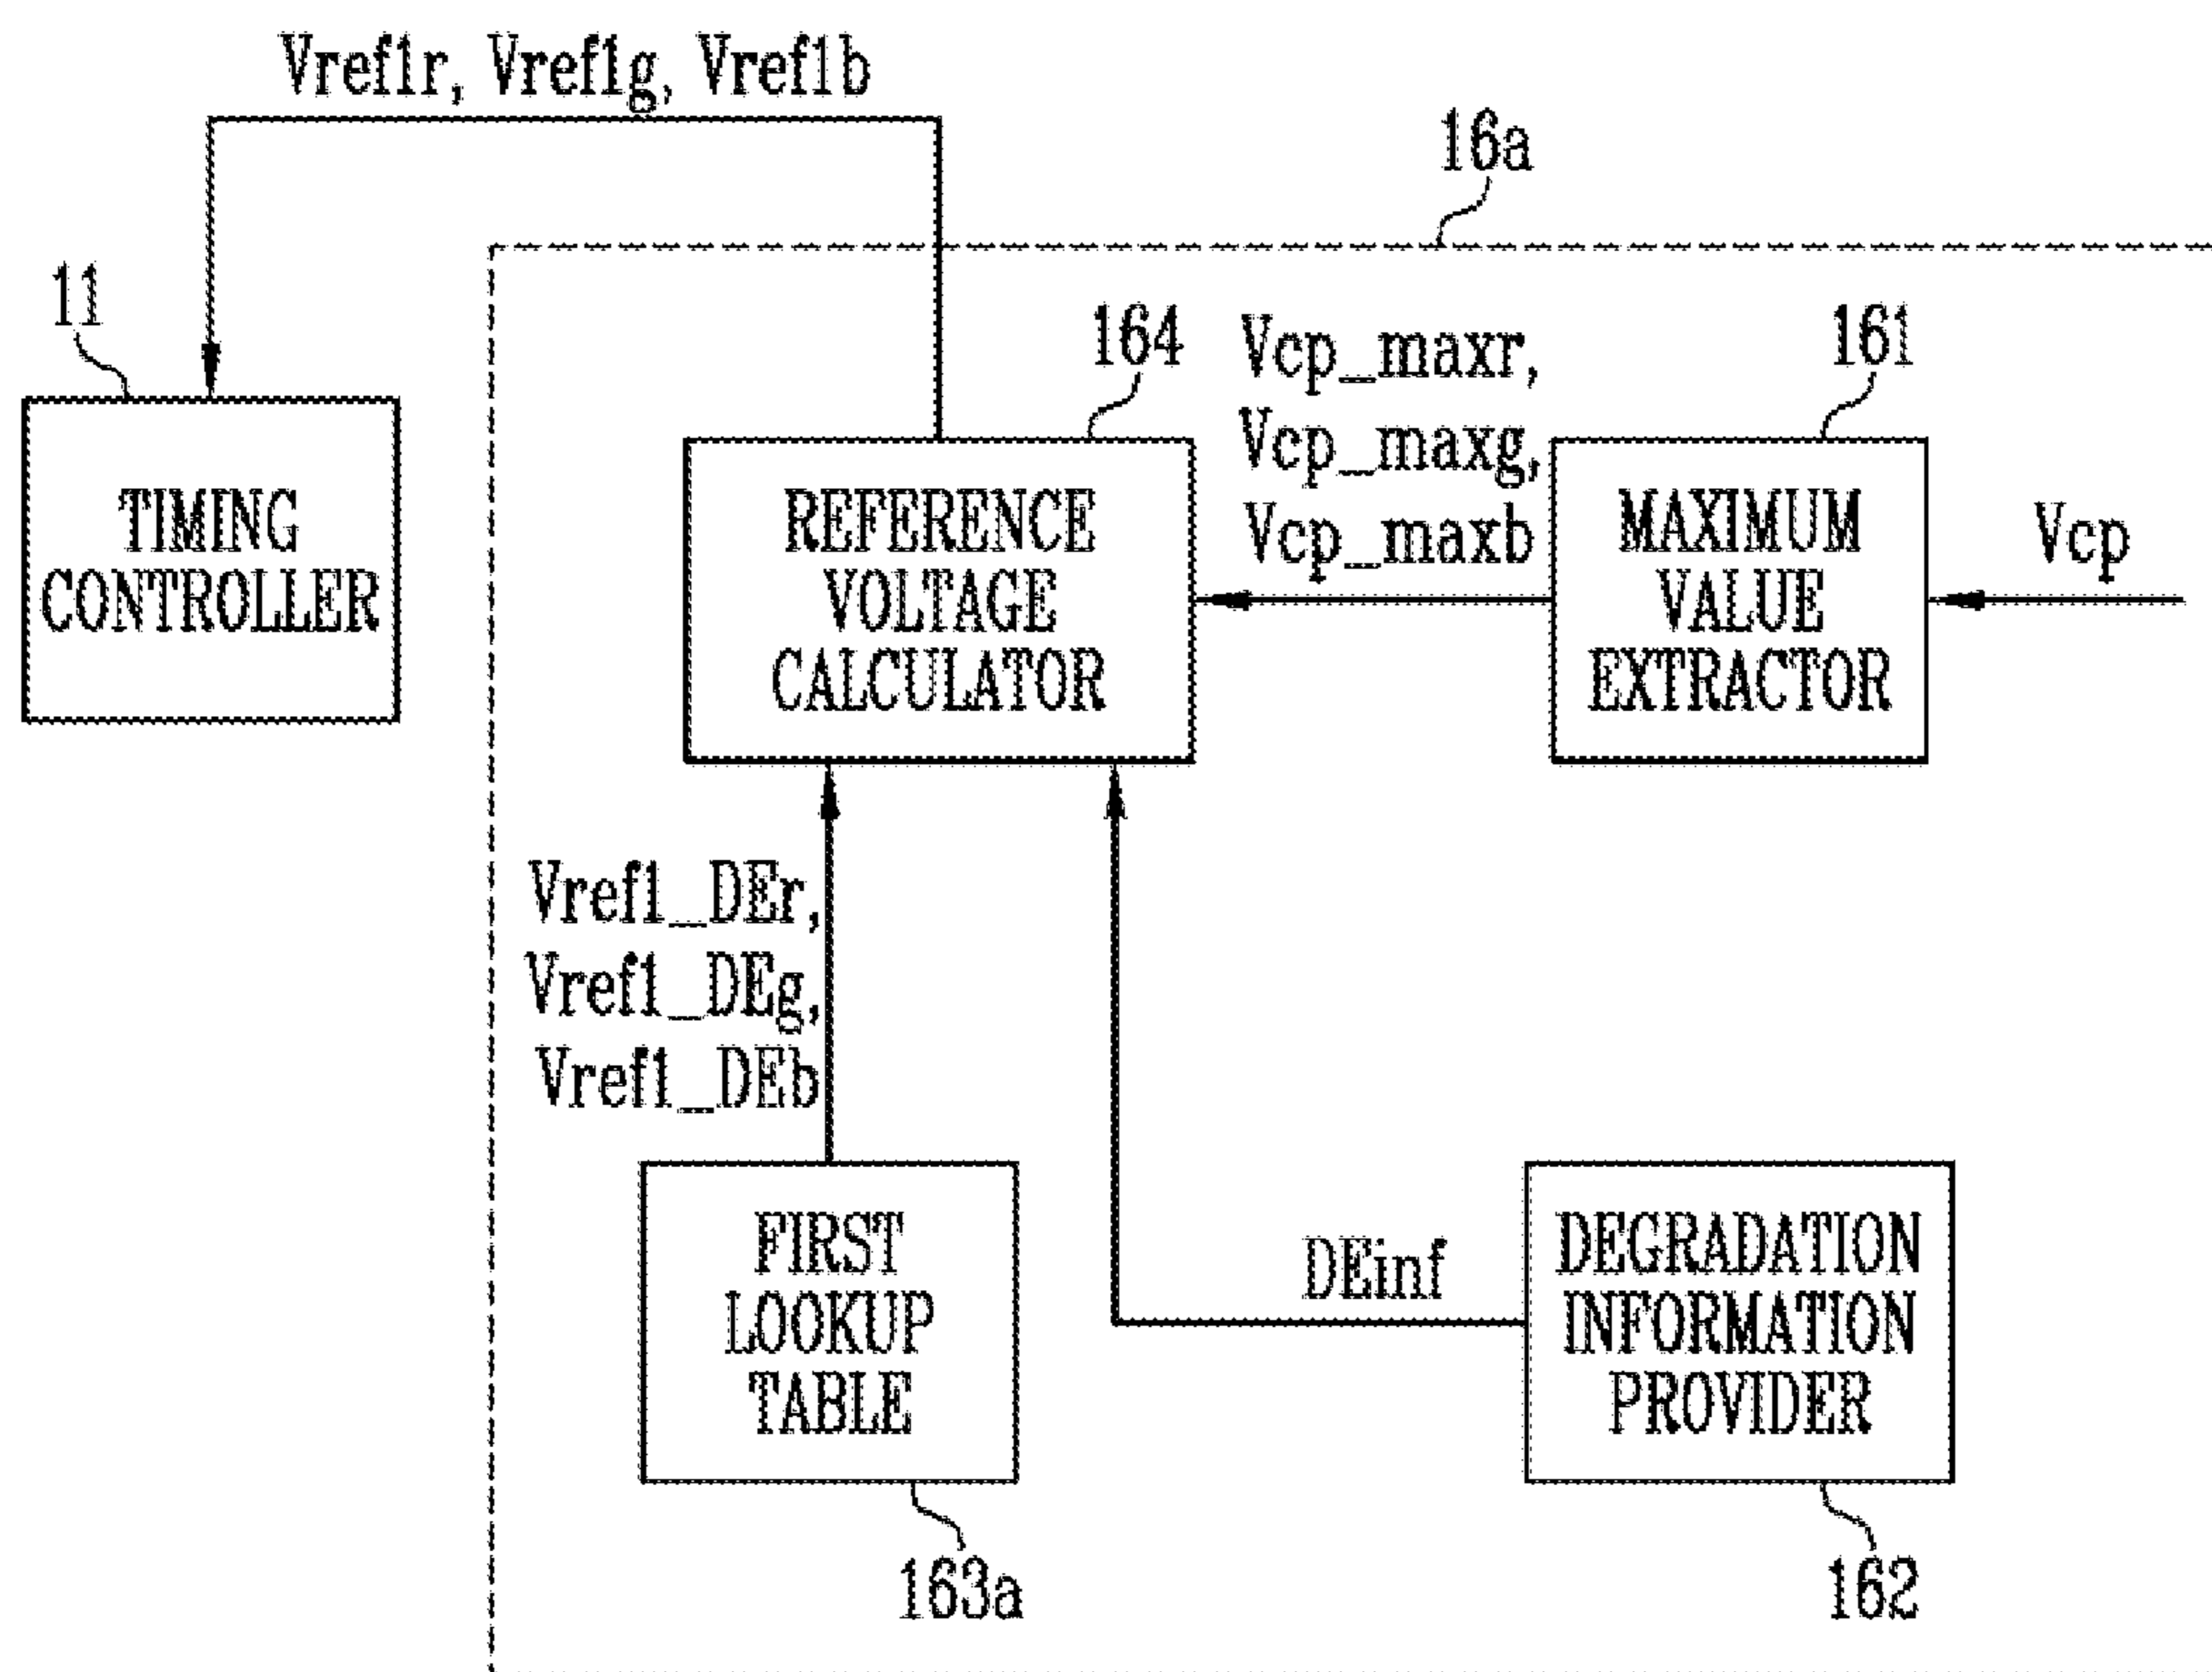 Vref1r, Vref1g, Vref1b
16a
11
164
Vcp_maxr,
Vcp_maxg,
Vcp_maxb
161
TIMING
CONTROLLER
REFERENCE
VOLTAGE
CALCULATOR
MAXIMUM
VALUE
EXTRACTOR
Vcp
Vref1_DEr,
Vref1_DEg,
Vref1_DEb
FIRST
LOOKUP
TABLE
DEinf
DEGRADATION
INFORMATION
PROVIDER
163a
162